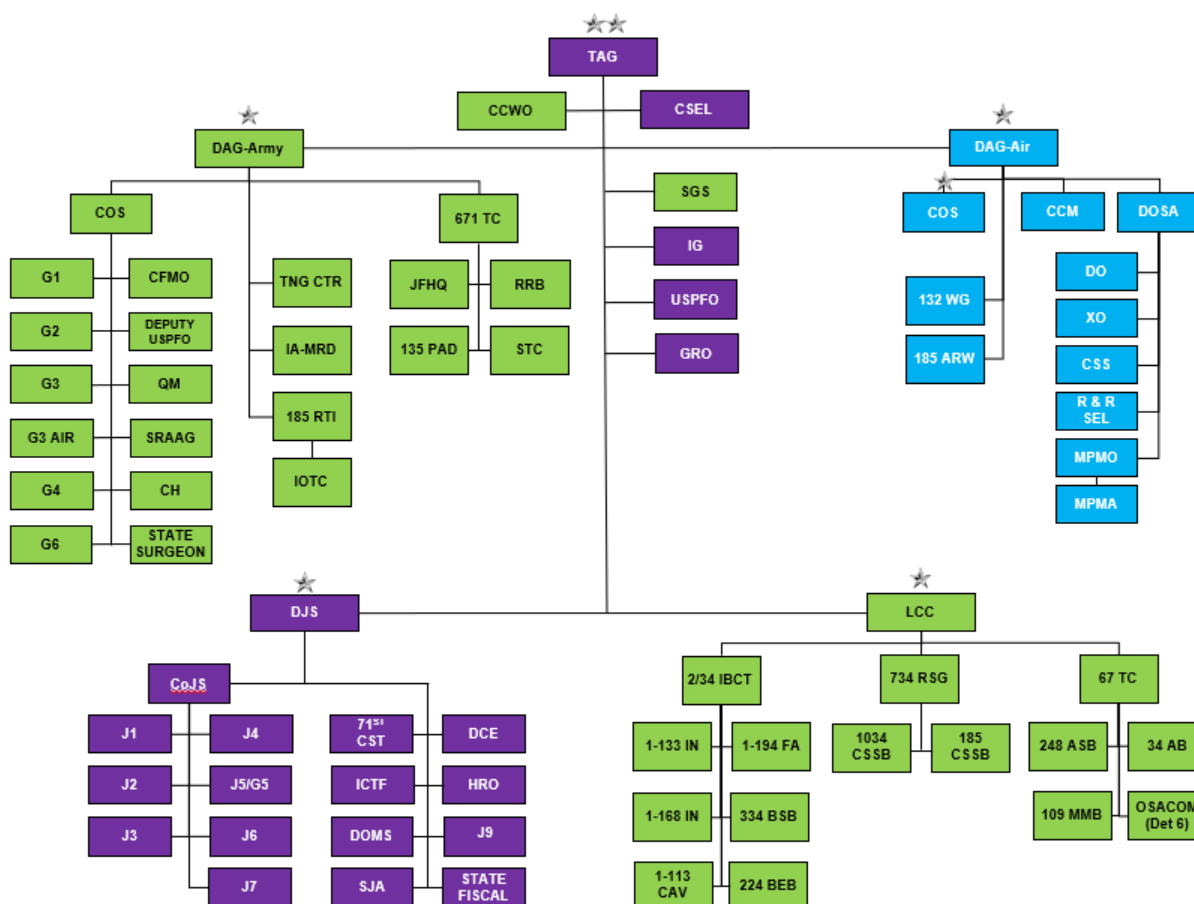 TAG
CCWO
CSEL
DAG-Army
DAG-Air
COS
671 TC
SGS
COS
CCM
DOSA
G1
CFMO
TNG CTR
JFHQ
RRB
IG
DO
G2
DEPUTY
USPFO
IA-MRD
135 PAD
STC
USPFO
132 WG
XO
G3
QM
185 RTI
GRO
185 ARW
CSS
G3 AIR
SRAAG
IOTC
R & R
SEL
G4
CH
MPMO
G6
STATE
SURGEON
MPMA
DJS
LCC
CoJS
2/34 IBCT
734 RSG
67 TC
J1
J4
71ST
CST
DCE
1-133 IN
1-194 FA
1034
CSSB
185
CSSB
248 ASB
34 AB
J2
J5/G5
ICTF
HRO
1-168 IN
334 BSB
109 MMB
OSACOM
(Det 6)
J3
J6
DOMS
J9
J7
SJA
STATE
FISCAL
1-113
CAV
224 BEB